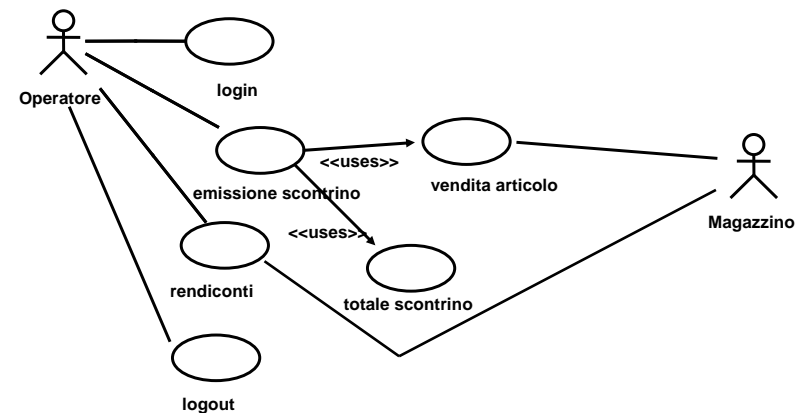 login
Operatore
<<uses>>
emissione scontrino
vendita articolo
Magazzino
<<uses>>
rendiconti
totale scontrino
logout